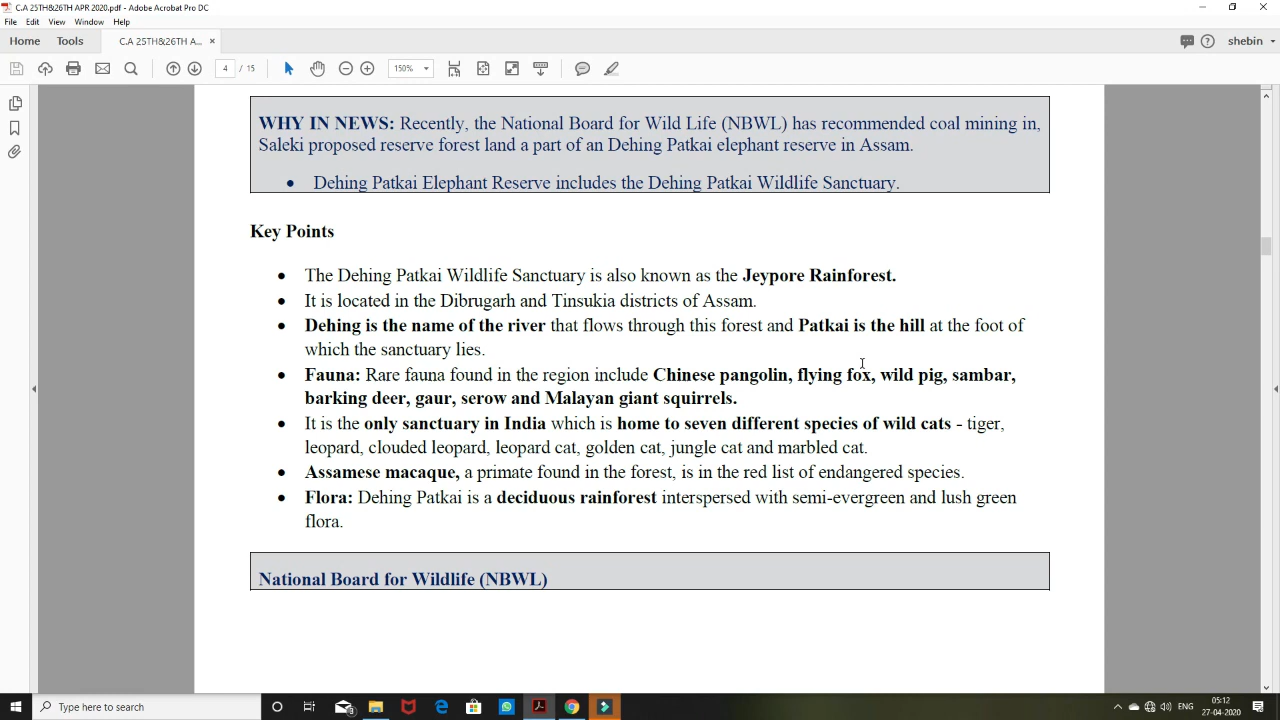 C.A 25TH&26TH APR 2020.pdf - Adobe Acrobat Pro DC
File Edit View Window Help
Home Tools C.A 25TH&26TH A... × shebin
4 / 15 150%
WHY IN NEWS: Recently, the National Board for Wild Life (NBWL) has recommended coal mining in,
Saleki proposed reserve forest land a part of an Dehing Patkai elephant reserve in Assam.
• Dehing Patkai Elephant Reserve includes the Dehing Patkai Wildlife Sanctuary.
Key Points
• The Dehing Patkai Wildlife Sanctuary is also known as the Jeypore Rainforest.
• It is located in the Dibrugarh and Tinsukia districts of Assam.
• Dehing is the name of the river that flows through this forest and Patkai is the hill at the foot of
which the sanctuary lies.
• Fauna: Rare fauna found in the region include Chinese pangolin, flying fox, wild pig, sambar,
barking deer, gaur, serow and Malayan giant squirrels.
• It is the only sanctuary in India which is home to seven different species of wild cats - tiger,
leopard, clouded leopard, leopard cat, golden cat, jungle cat and marbled cat.
• Assamese macaque, a primate found in the forest, is in the red list of endangered species.
• Flora: Dehing Patkai is a deciduous rainforest interspersed with semi-evergreen and lush green
flora.
National Board for Wildlife (NBWL)
Type here to search
ENG
05:12
27-04-2020